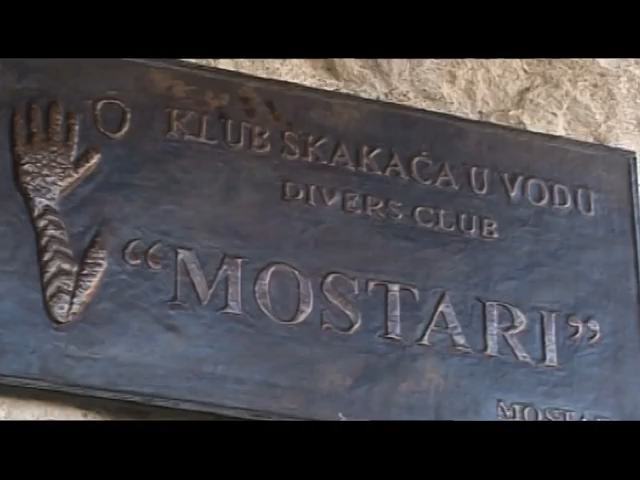 O KLUB SKAKAČA U VODU
DIVERS CLUB
“MOSTARI”